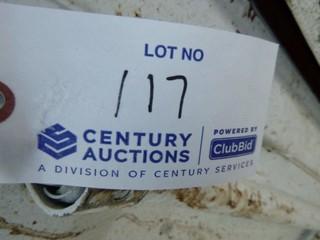 LOT NO
117
CENTURY AUCTIONS
POWERED BY
ClubBid
A DIVISION OF CENTURY SERVICES